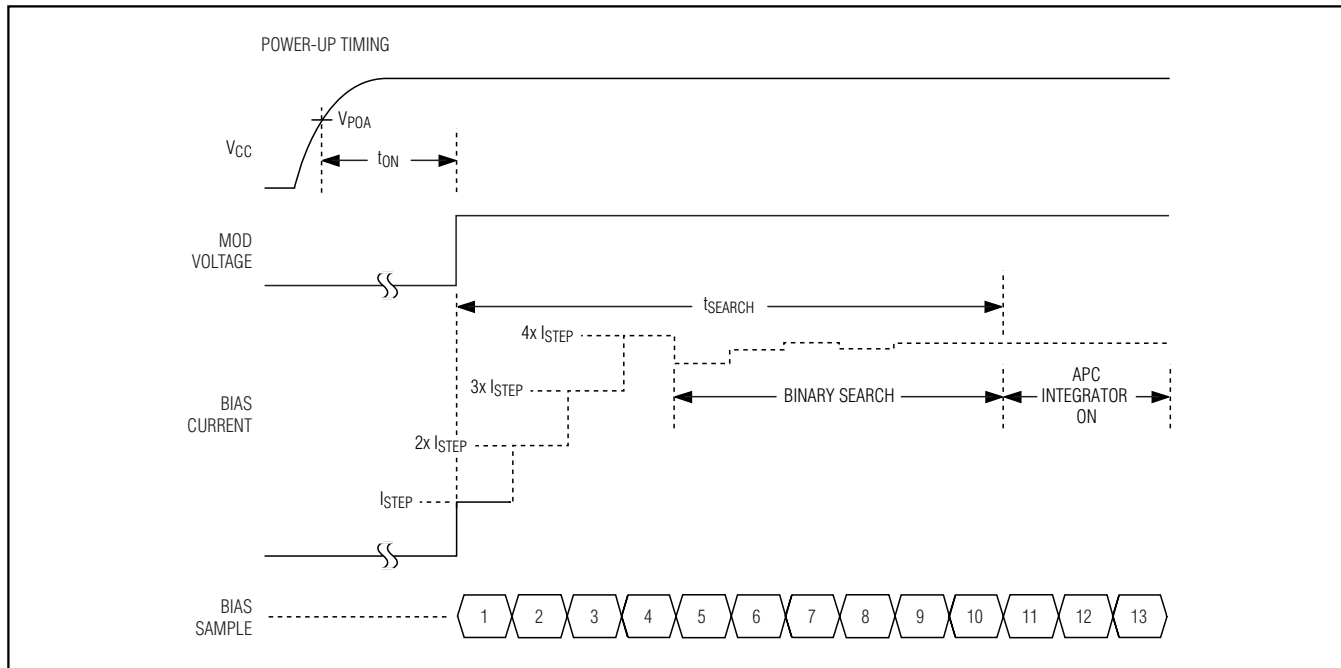 POWER-UP TIMING
VPOA
VCC
tON
MOD
VOLTAGE
tSEARCH
4x ISTEP
3x ISTEP
BINARY SEARCH
APC
INTEGRATOR
ON
BIAS
CURRENT
2x ISTEP
ISTEP
BIAS
SAMPLE
1 2 3 4 5 6 7 8 9 10 11 12 13